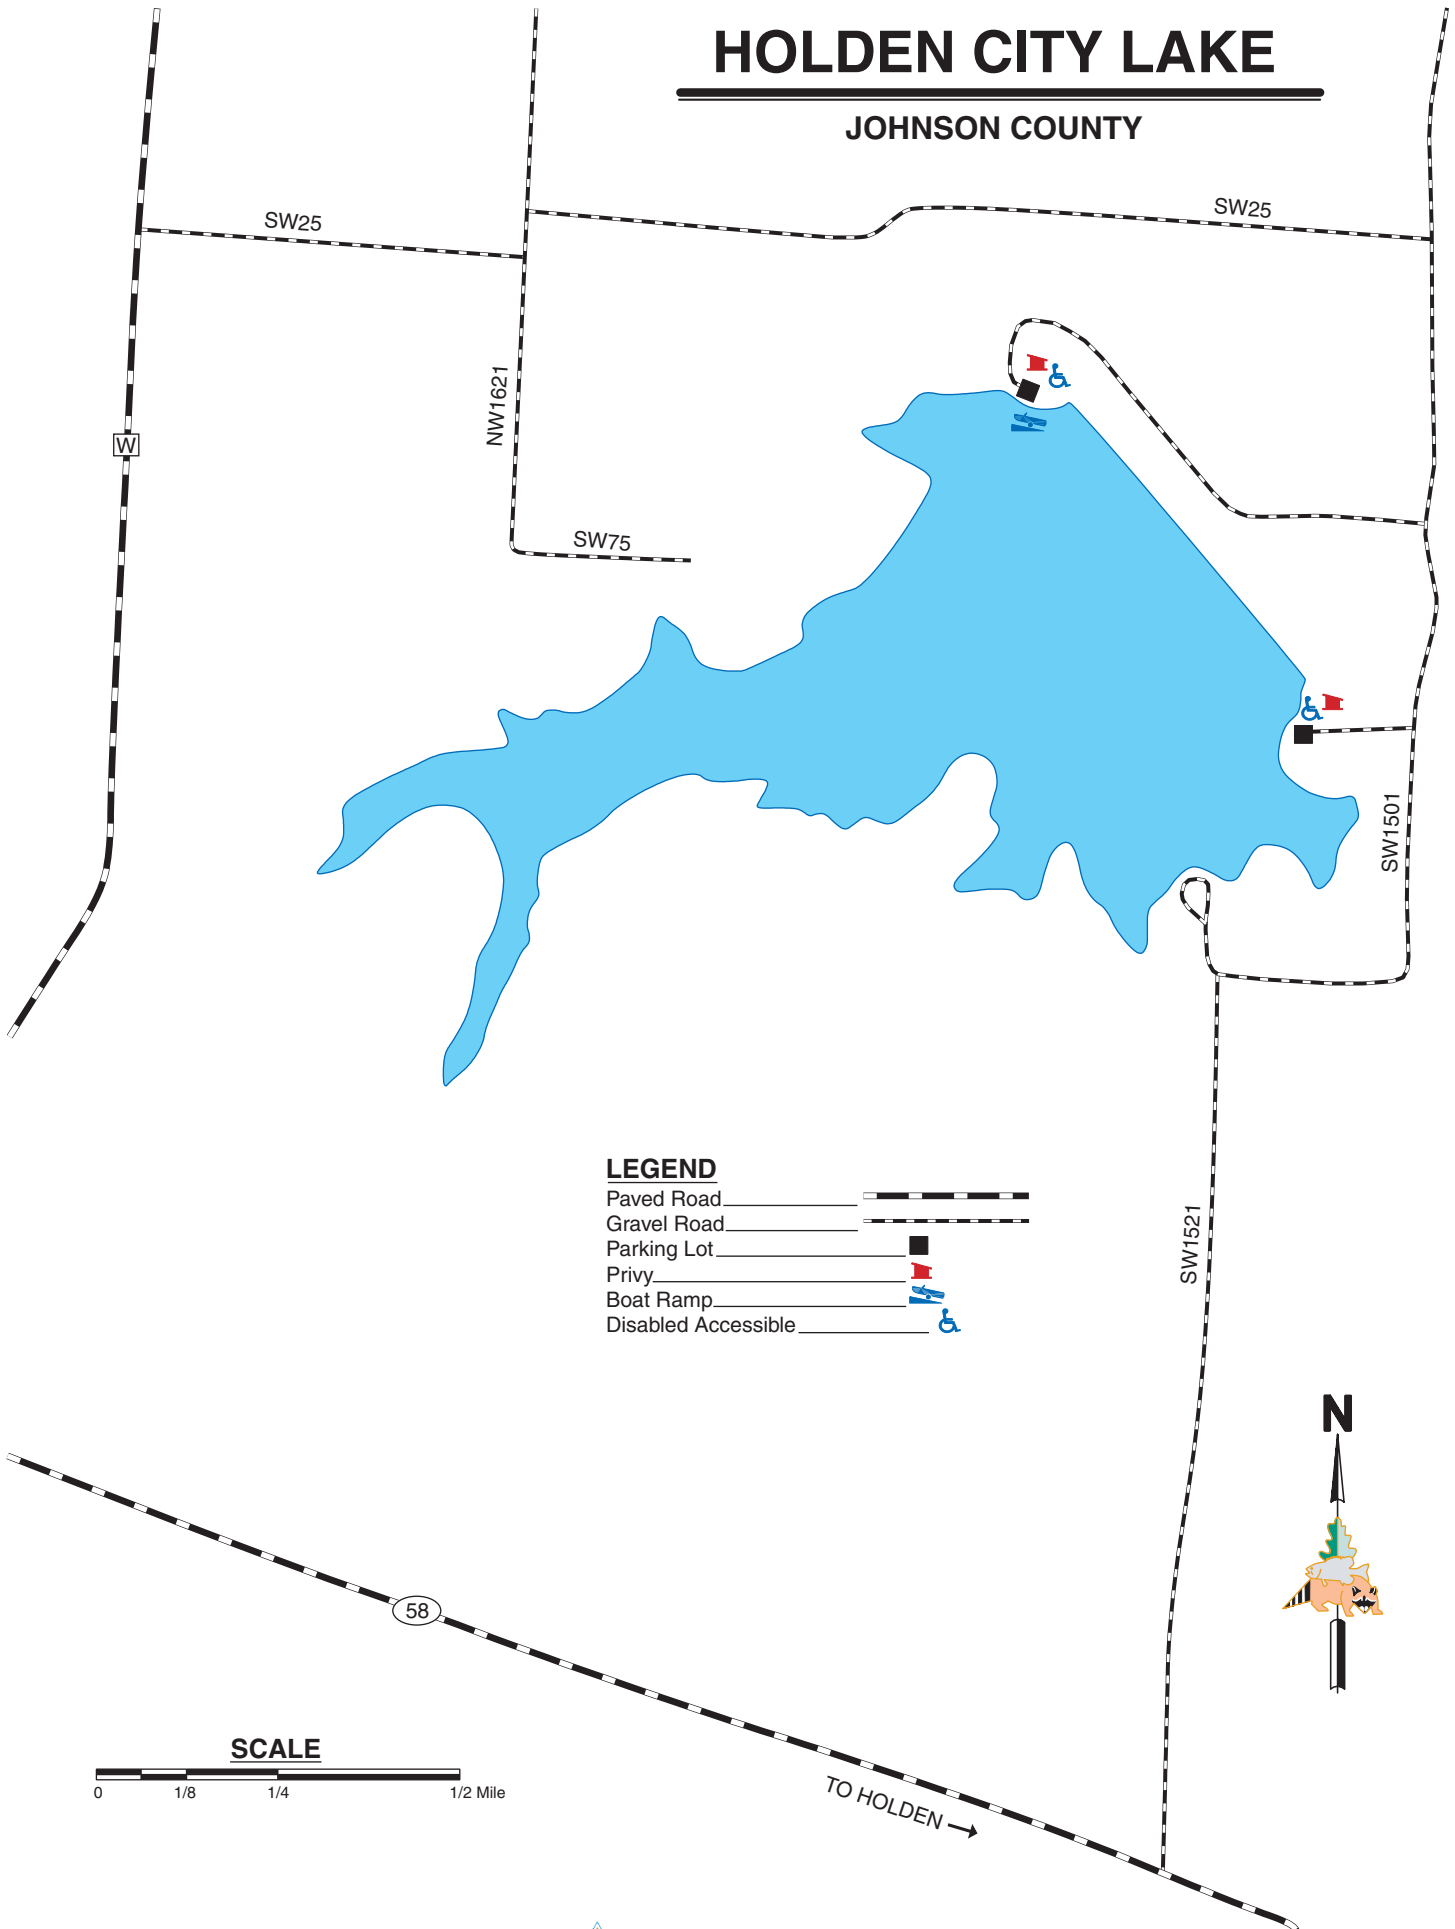 HOLDEN CITY LAKE
JOHNSON COUNTY
SW25
SW25
NW1621
W
SW75
SW1501
LEGEND
Paved Road
Gravel Road
Parking Lot
Privy
Boat Ramp
Disabled Accessible
SW1521
N
58
SCALE
0 1/8 1/4 1/2 Mile
TO HOLDEN